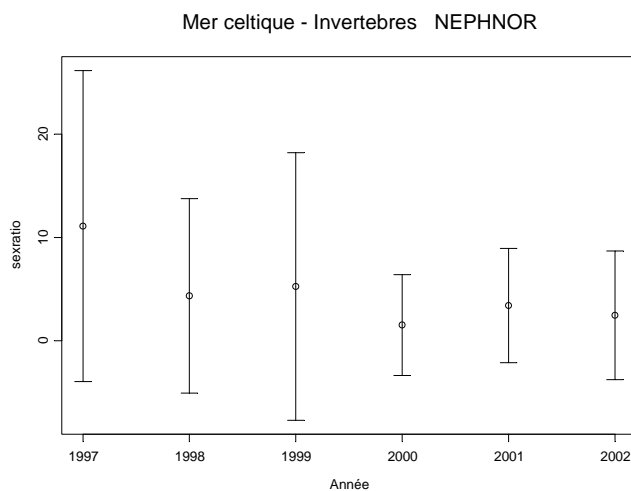 Mer celtique - Invertebres NEPHNOR
sexratio
20
10
0
1997 1998 1999 2000 2001 2002
Année